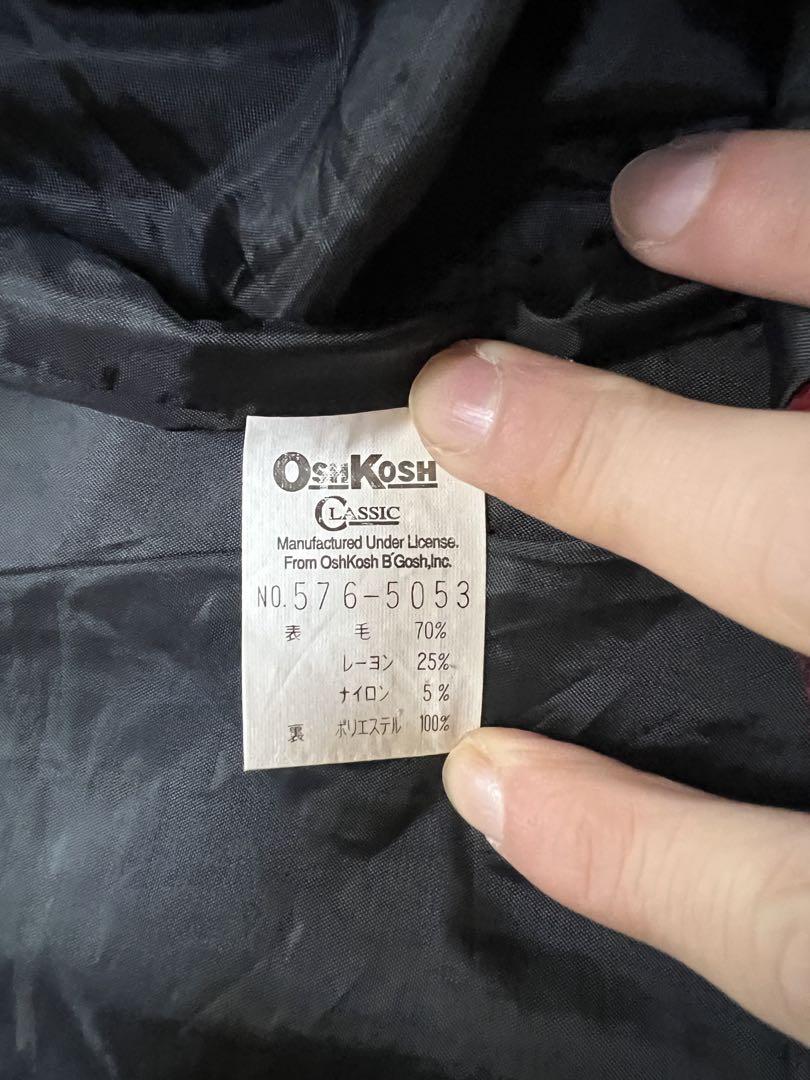 OSHKOSH
CLASSIC
Manufactured Under License.
From OshKosh B'Gosh,Inc.
NO.576-5053
表 毛 70%
レーヨン 25%
ナイロン 5%
裏 ポリエステル 100%